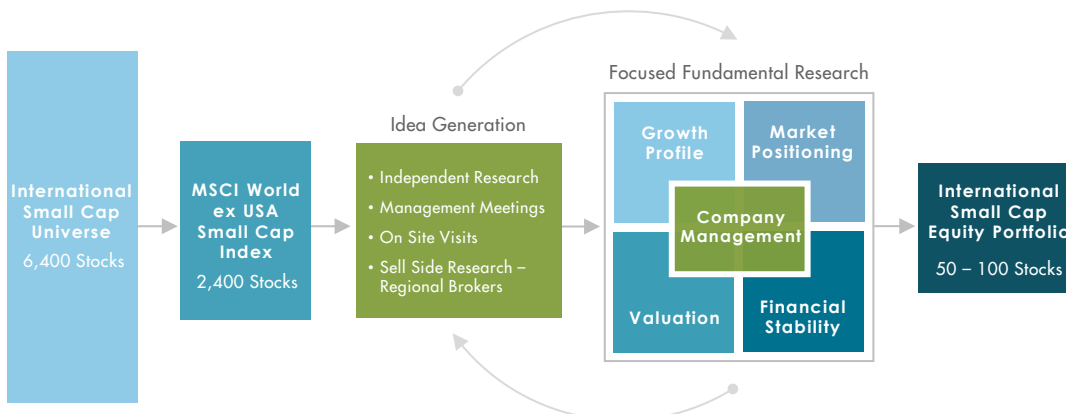 International
Small Cap
Universe
6,400 Stocks
MSCI World
ex USA
Small Cap
Index
2,400 Stocks
Idea Generation
• Independent Research
• Management Meetings
• On Site Visits
• Sell Side Research –
Regional Brokers
Focused Fundamental Research
Growth
Profile
Market
Positioning
Company
Management
Valuation
Financial
Stability
International
Small Cap
Equity Portfolio
50 – 100 Stocks